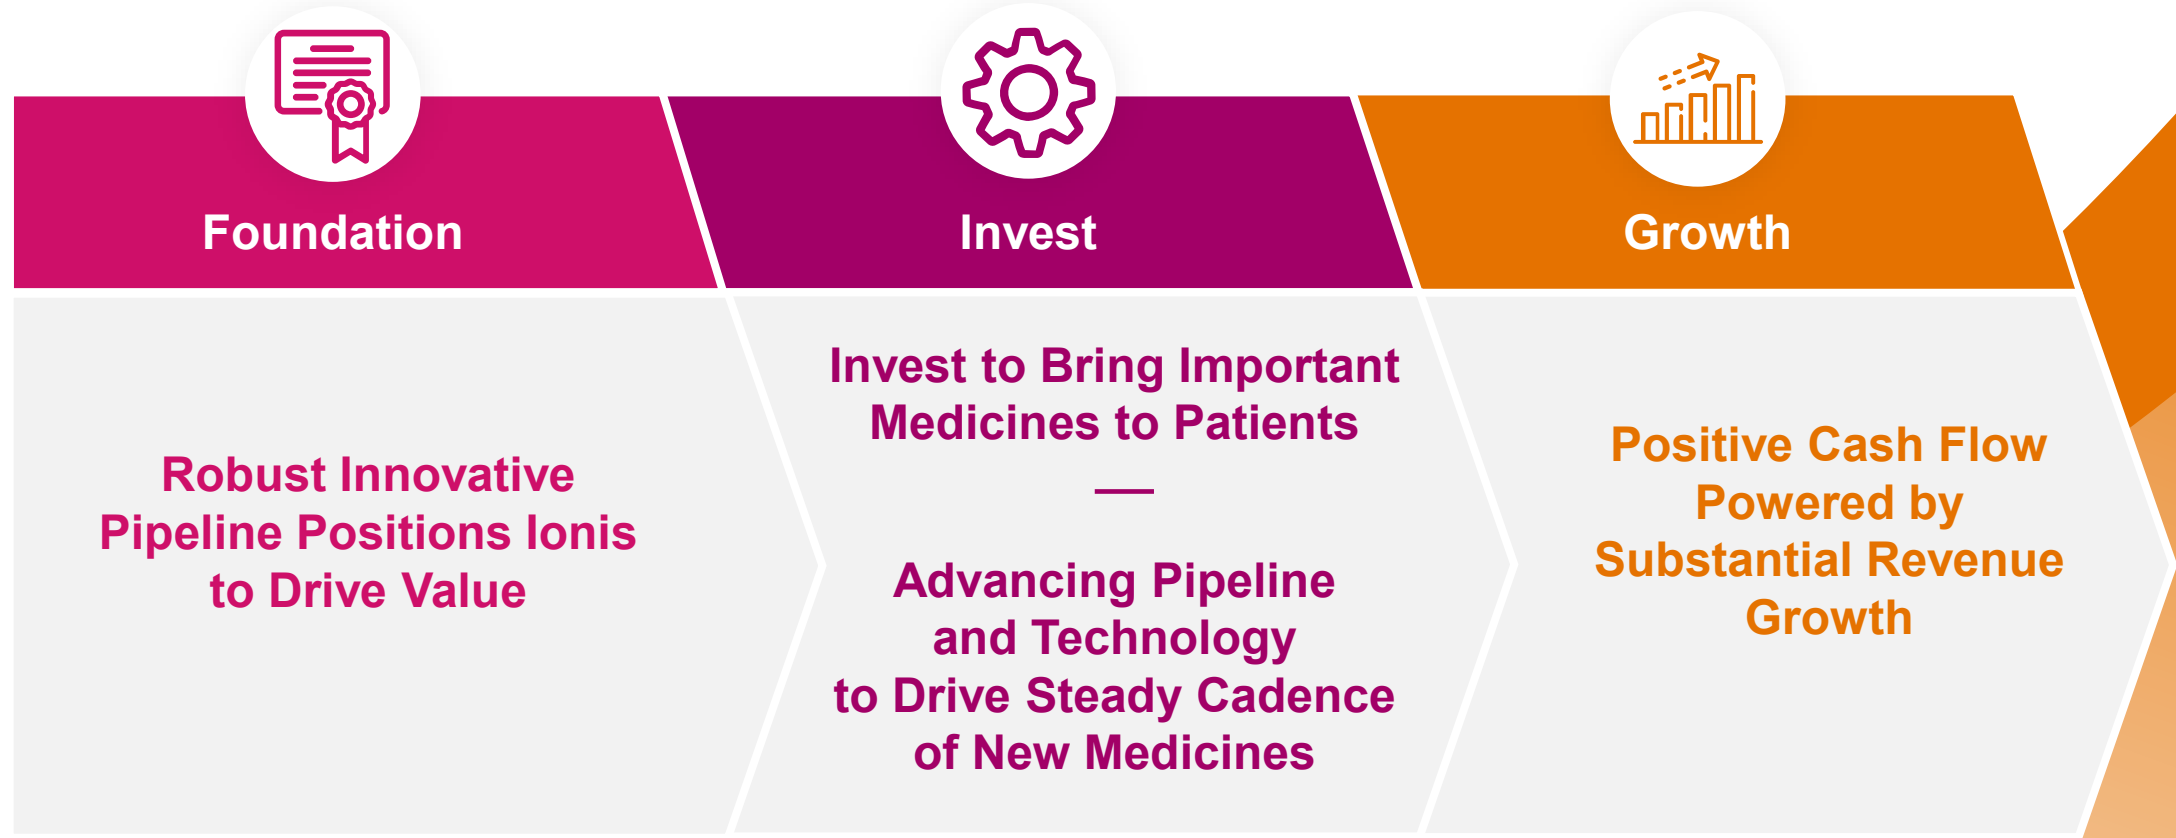 Foundation
Robust Innovative
Pipeline Positions Ionis
to Drive Value
Invest
Invest to Bring Important
Medicines to Patients
Advancing Pipeline
and Technology
to Drive Steady Cadence
of New Medicines
Growth
Positive Cash Flow
Powered by
Substantial Revenue
Growth